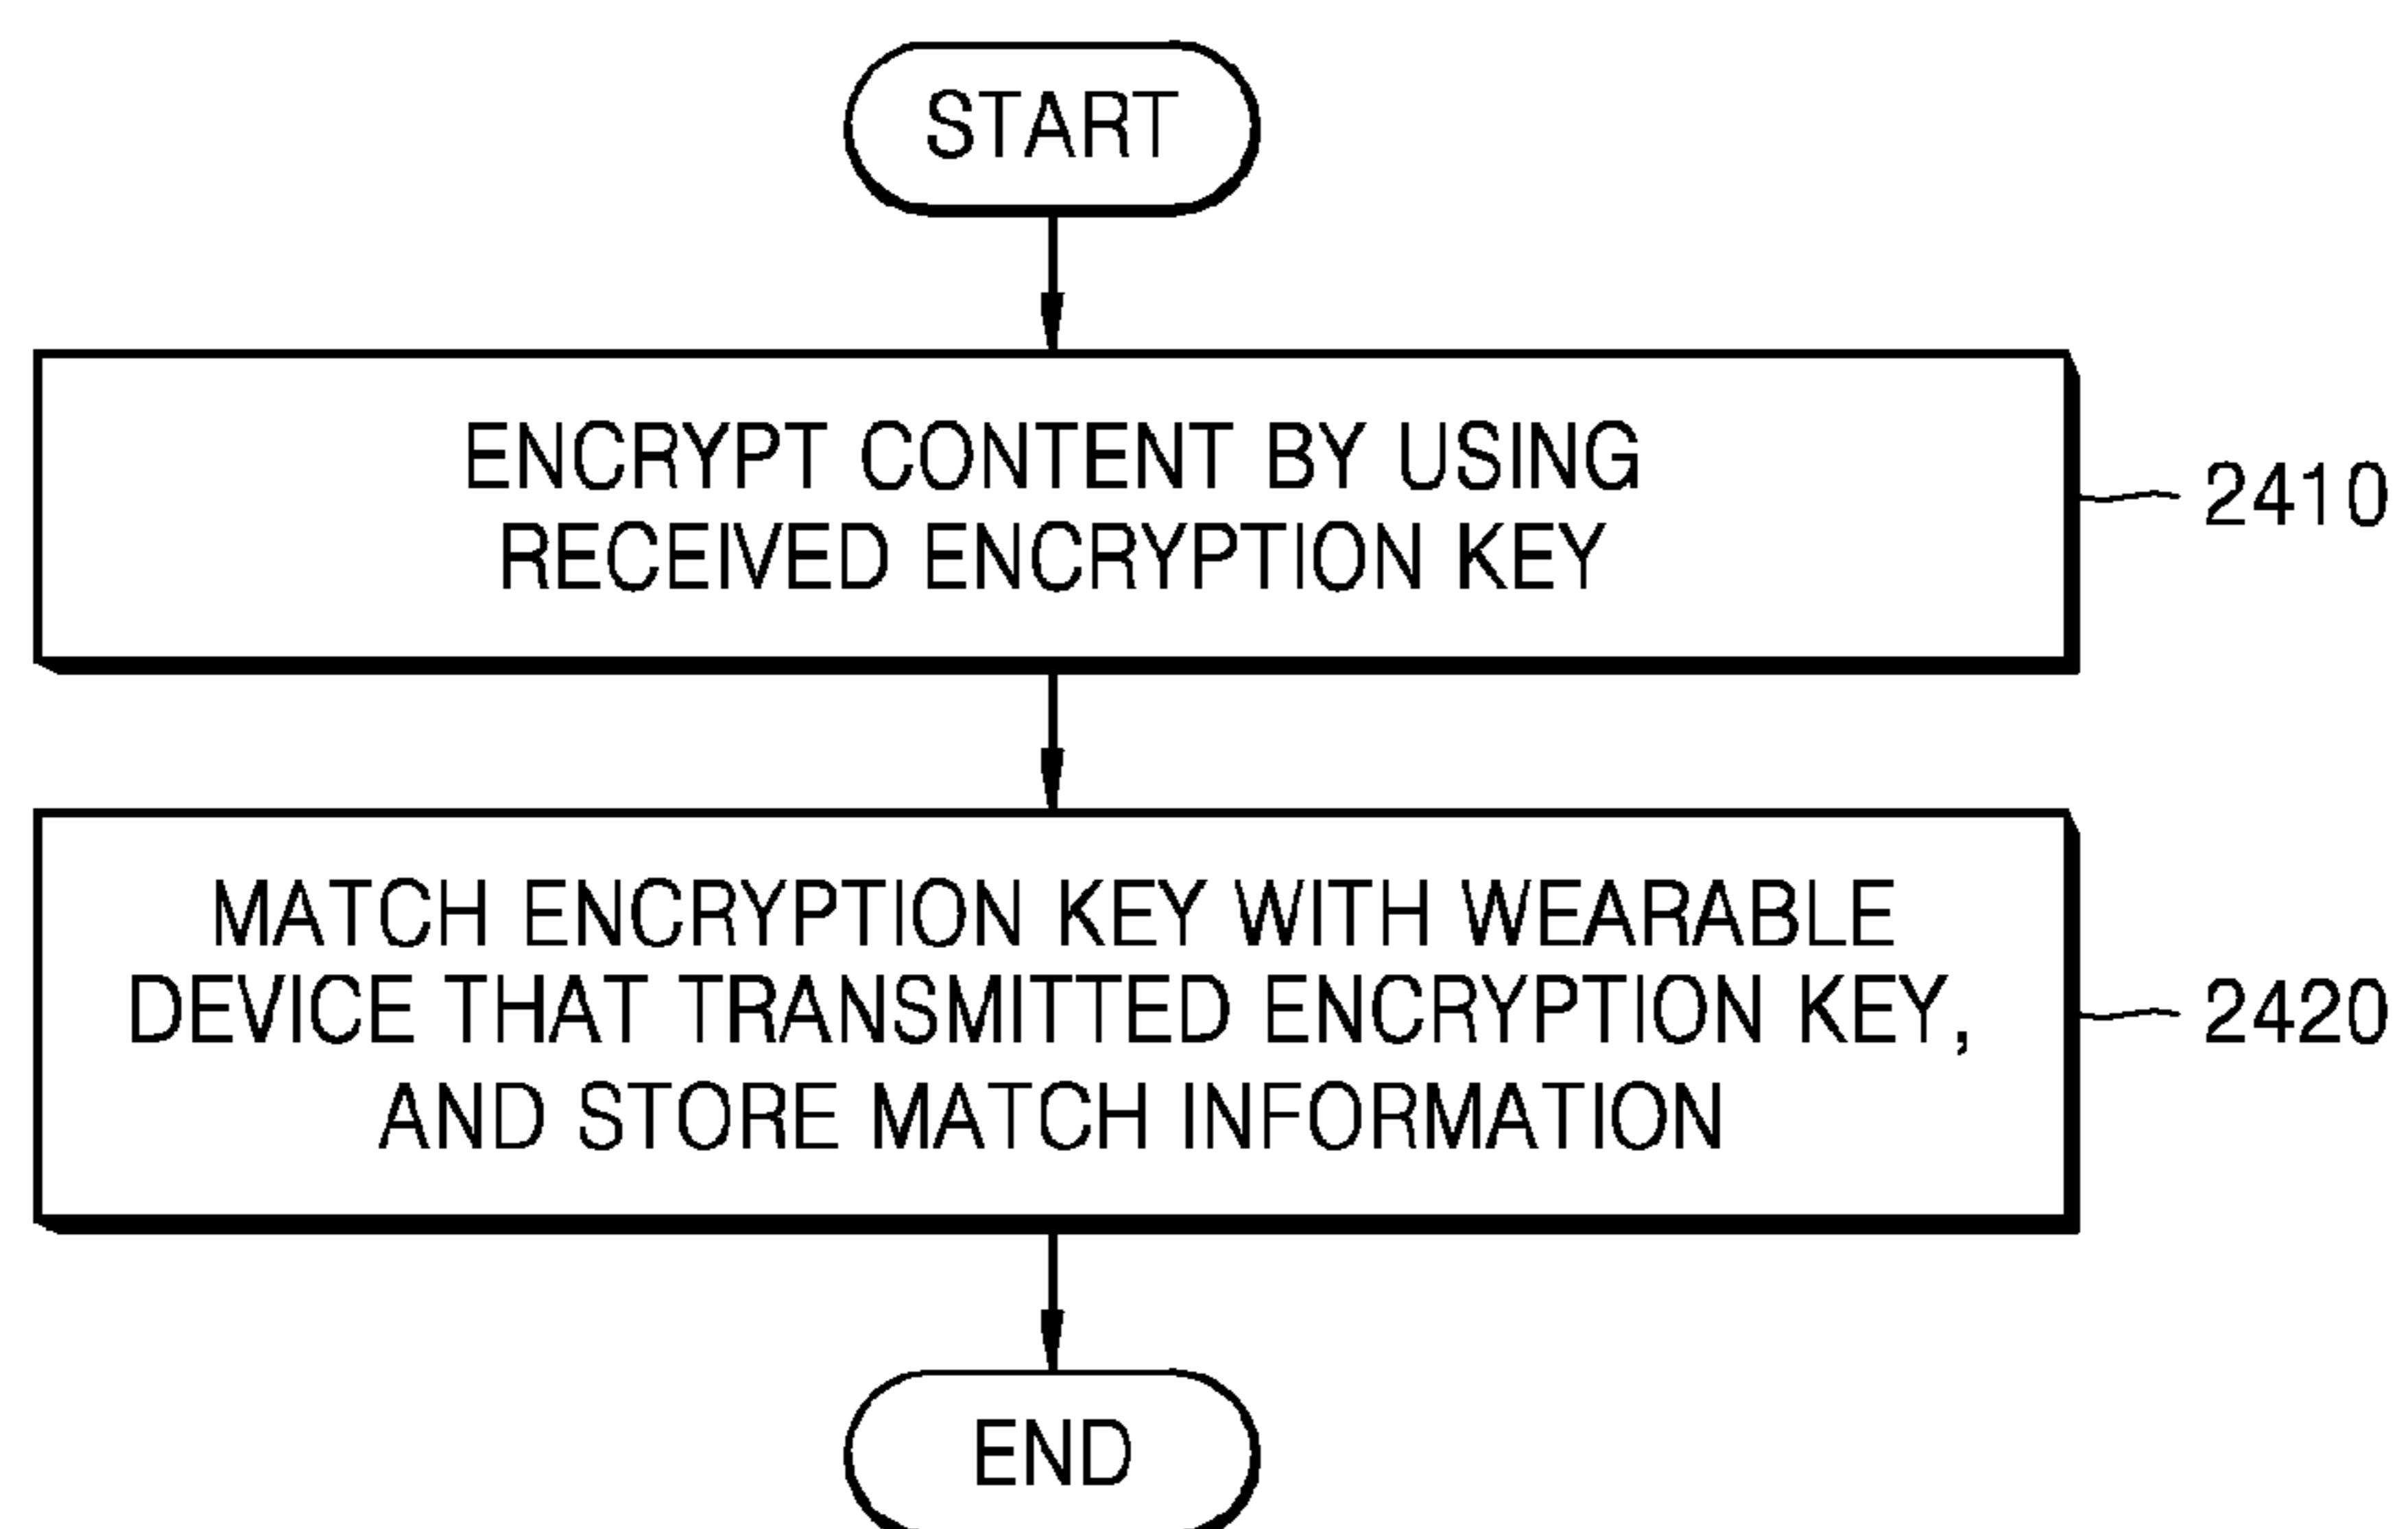 START
ENCRYPT CONTENT BY USING
RECEIVED ENCRYPTION KEY
2410
MATCH ENCRYPTION KEY WITH WEARABLE
DEVICE THAT TRANSMITTED ENCRYPTION KEY,
AND STORE MATCH INFORMATION
2420
END